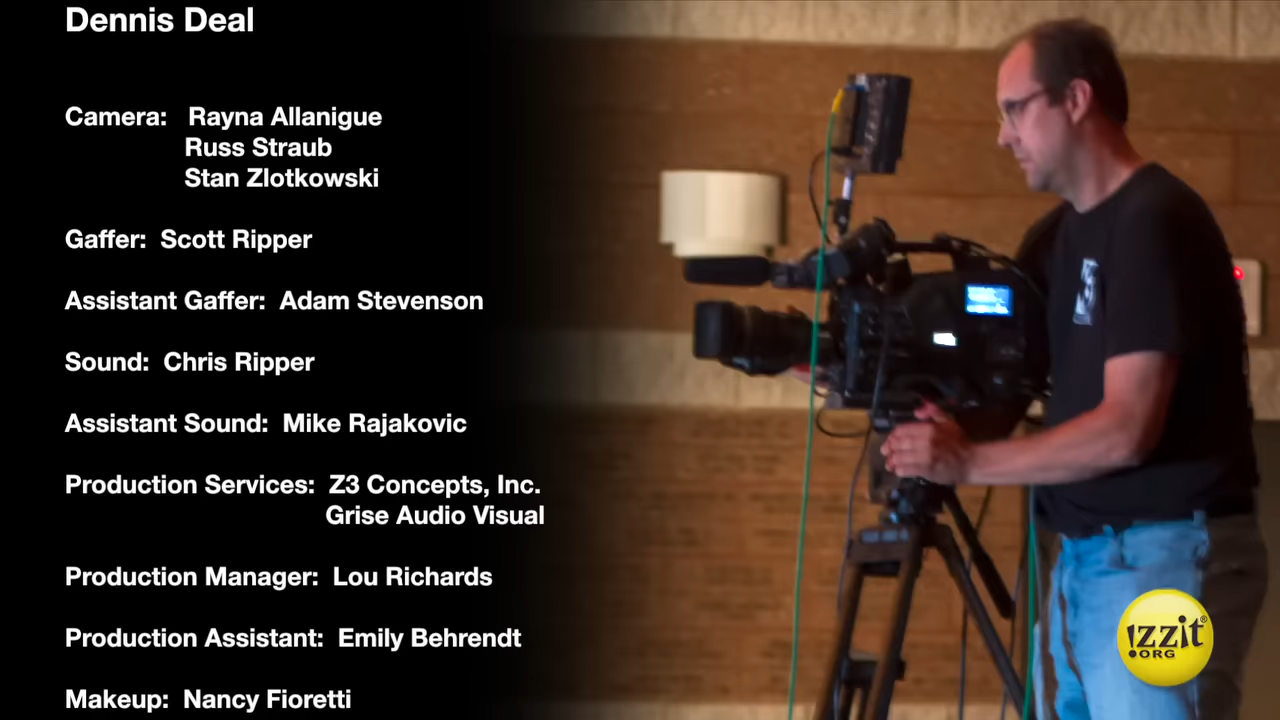 Dennis Deal
Camera: Rayna Allanigue
Russ Straub
Stan Zlotkowski
Gaffer: Scott Ripper
Assistant Gaffer: Adam Stevenson
Sound: Chris Ripper
Assistant Sound: Mike Rajakovic
Production Services: Z3 Concepts, Inc.
Grise Audio Visual
Production Manager: Lou Richards
Production Assistant: Emily Behrendt
Makeup: Nancy Fioretti
!zzit®
.ORG